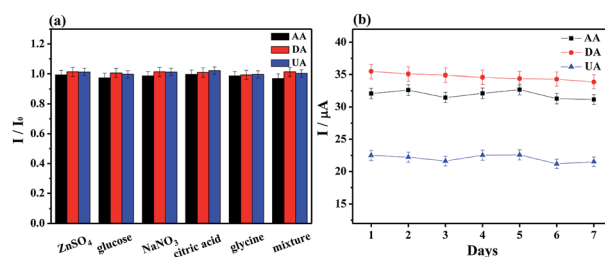 (a)
AA
DA
UA
1.2
1.0
0.8
0.6
0.4
0.2
0.0
I / I₀
ZnSO₄ glucose NaNO₃ citric acid glycine mixture
(b)
AA
DA
UA
40
35
30
25
20
15
I / μA
1 2 3 4 5 6 7
Days